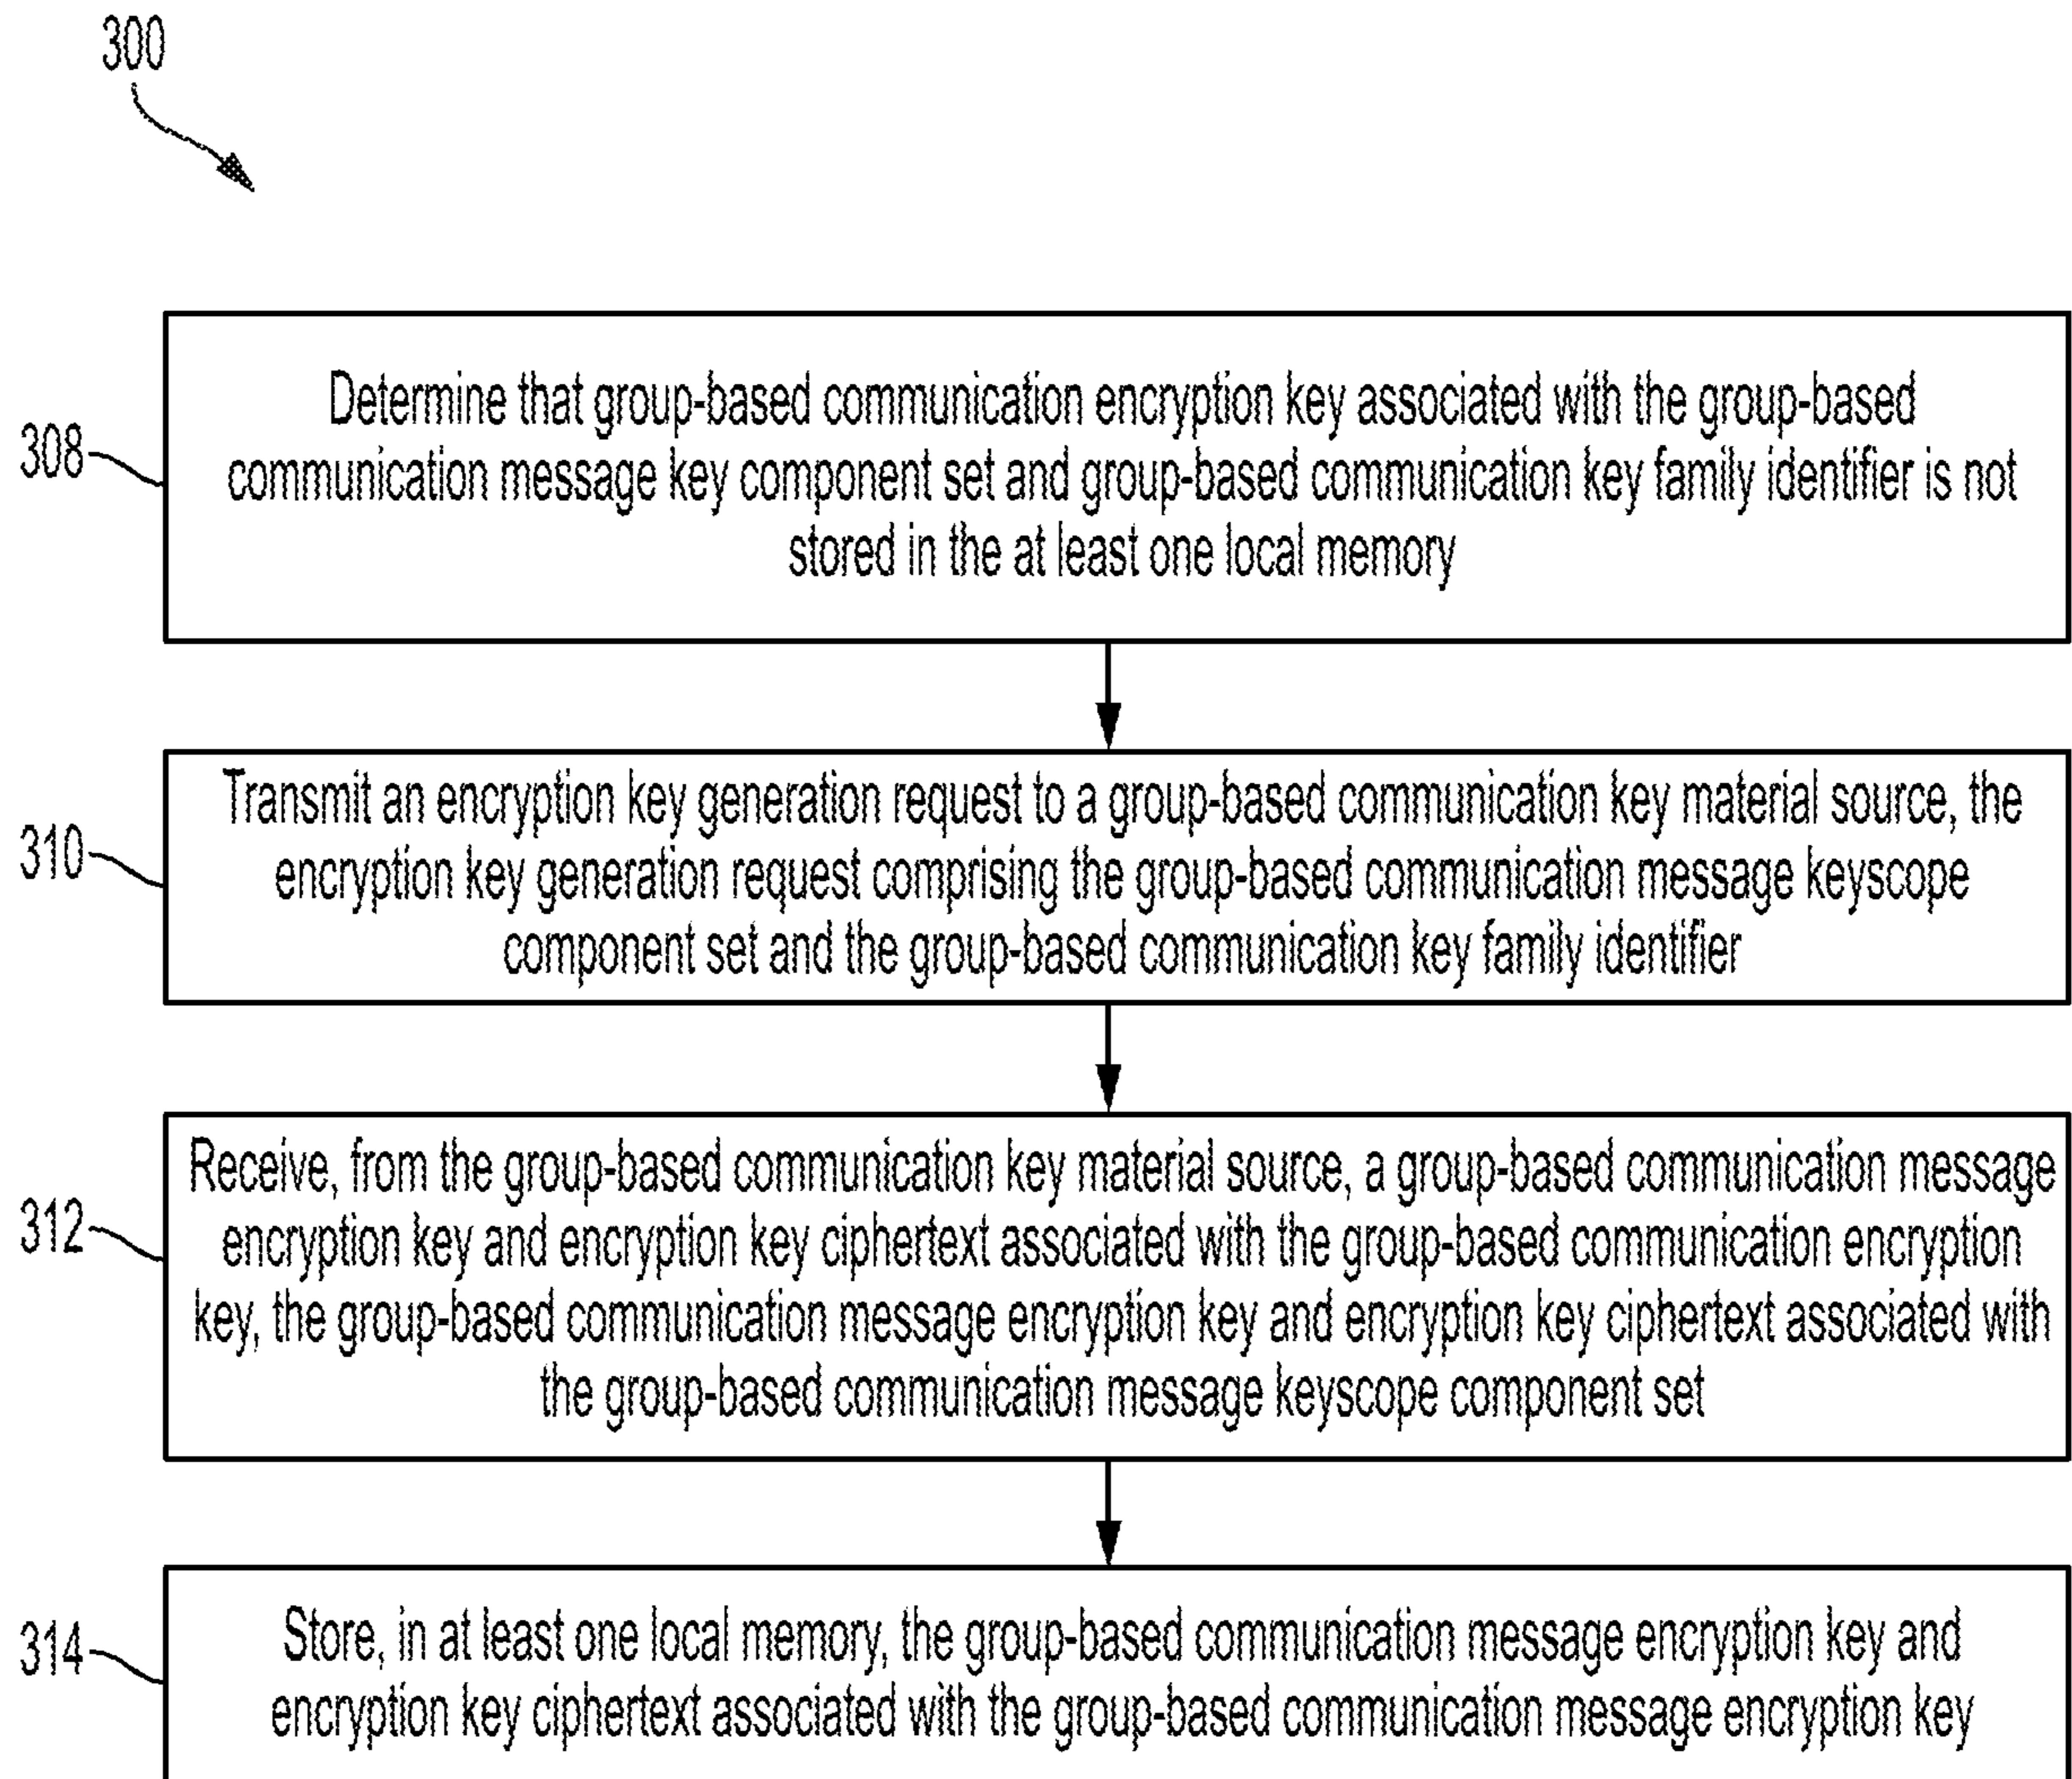 300
308
Determine that group-based communication encryption key associated with the group-based
communication message key component set and group-based communication key family identifier is not
stored in the at least one local memory
310
Transmit an encryption key generation request to a group-based communication key material source, the
encryption key generation request comprising the group-based communication message keyscope
component set and the group-based communication key family identifier
312
Receive, from the group-based communication key material source, a group-based communication message
encryption key and encryption key ciphertext associated with the group-based communication encryption
key, the group-based communication message encryption key and encryption key ciphertext associated with
the group-based communication message keyscope component set
314
Store, in at least one local memory, the group-based communication message encryption key and
encryption key ciphertext associated with the group-based communication message encryption key